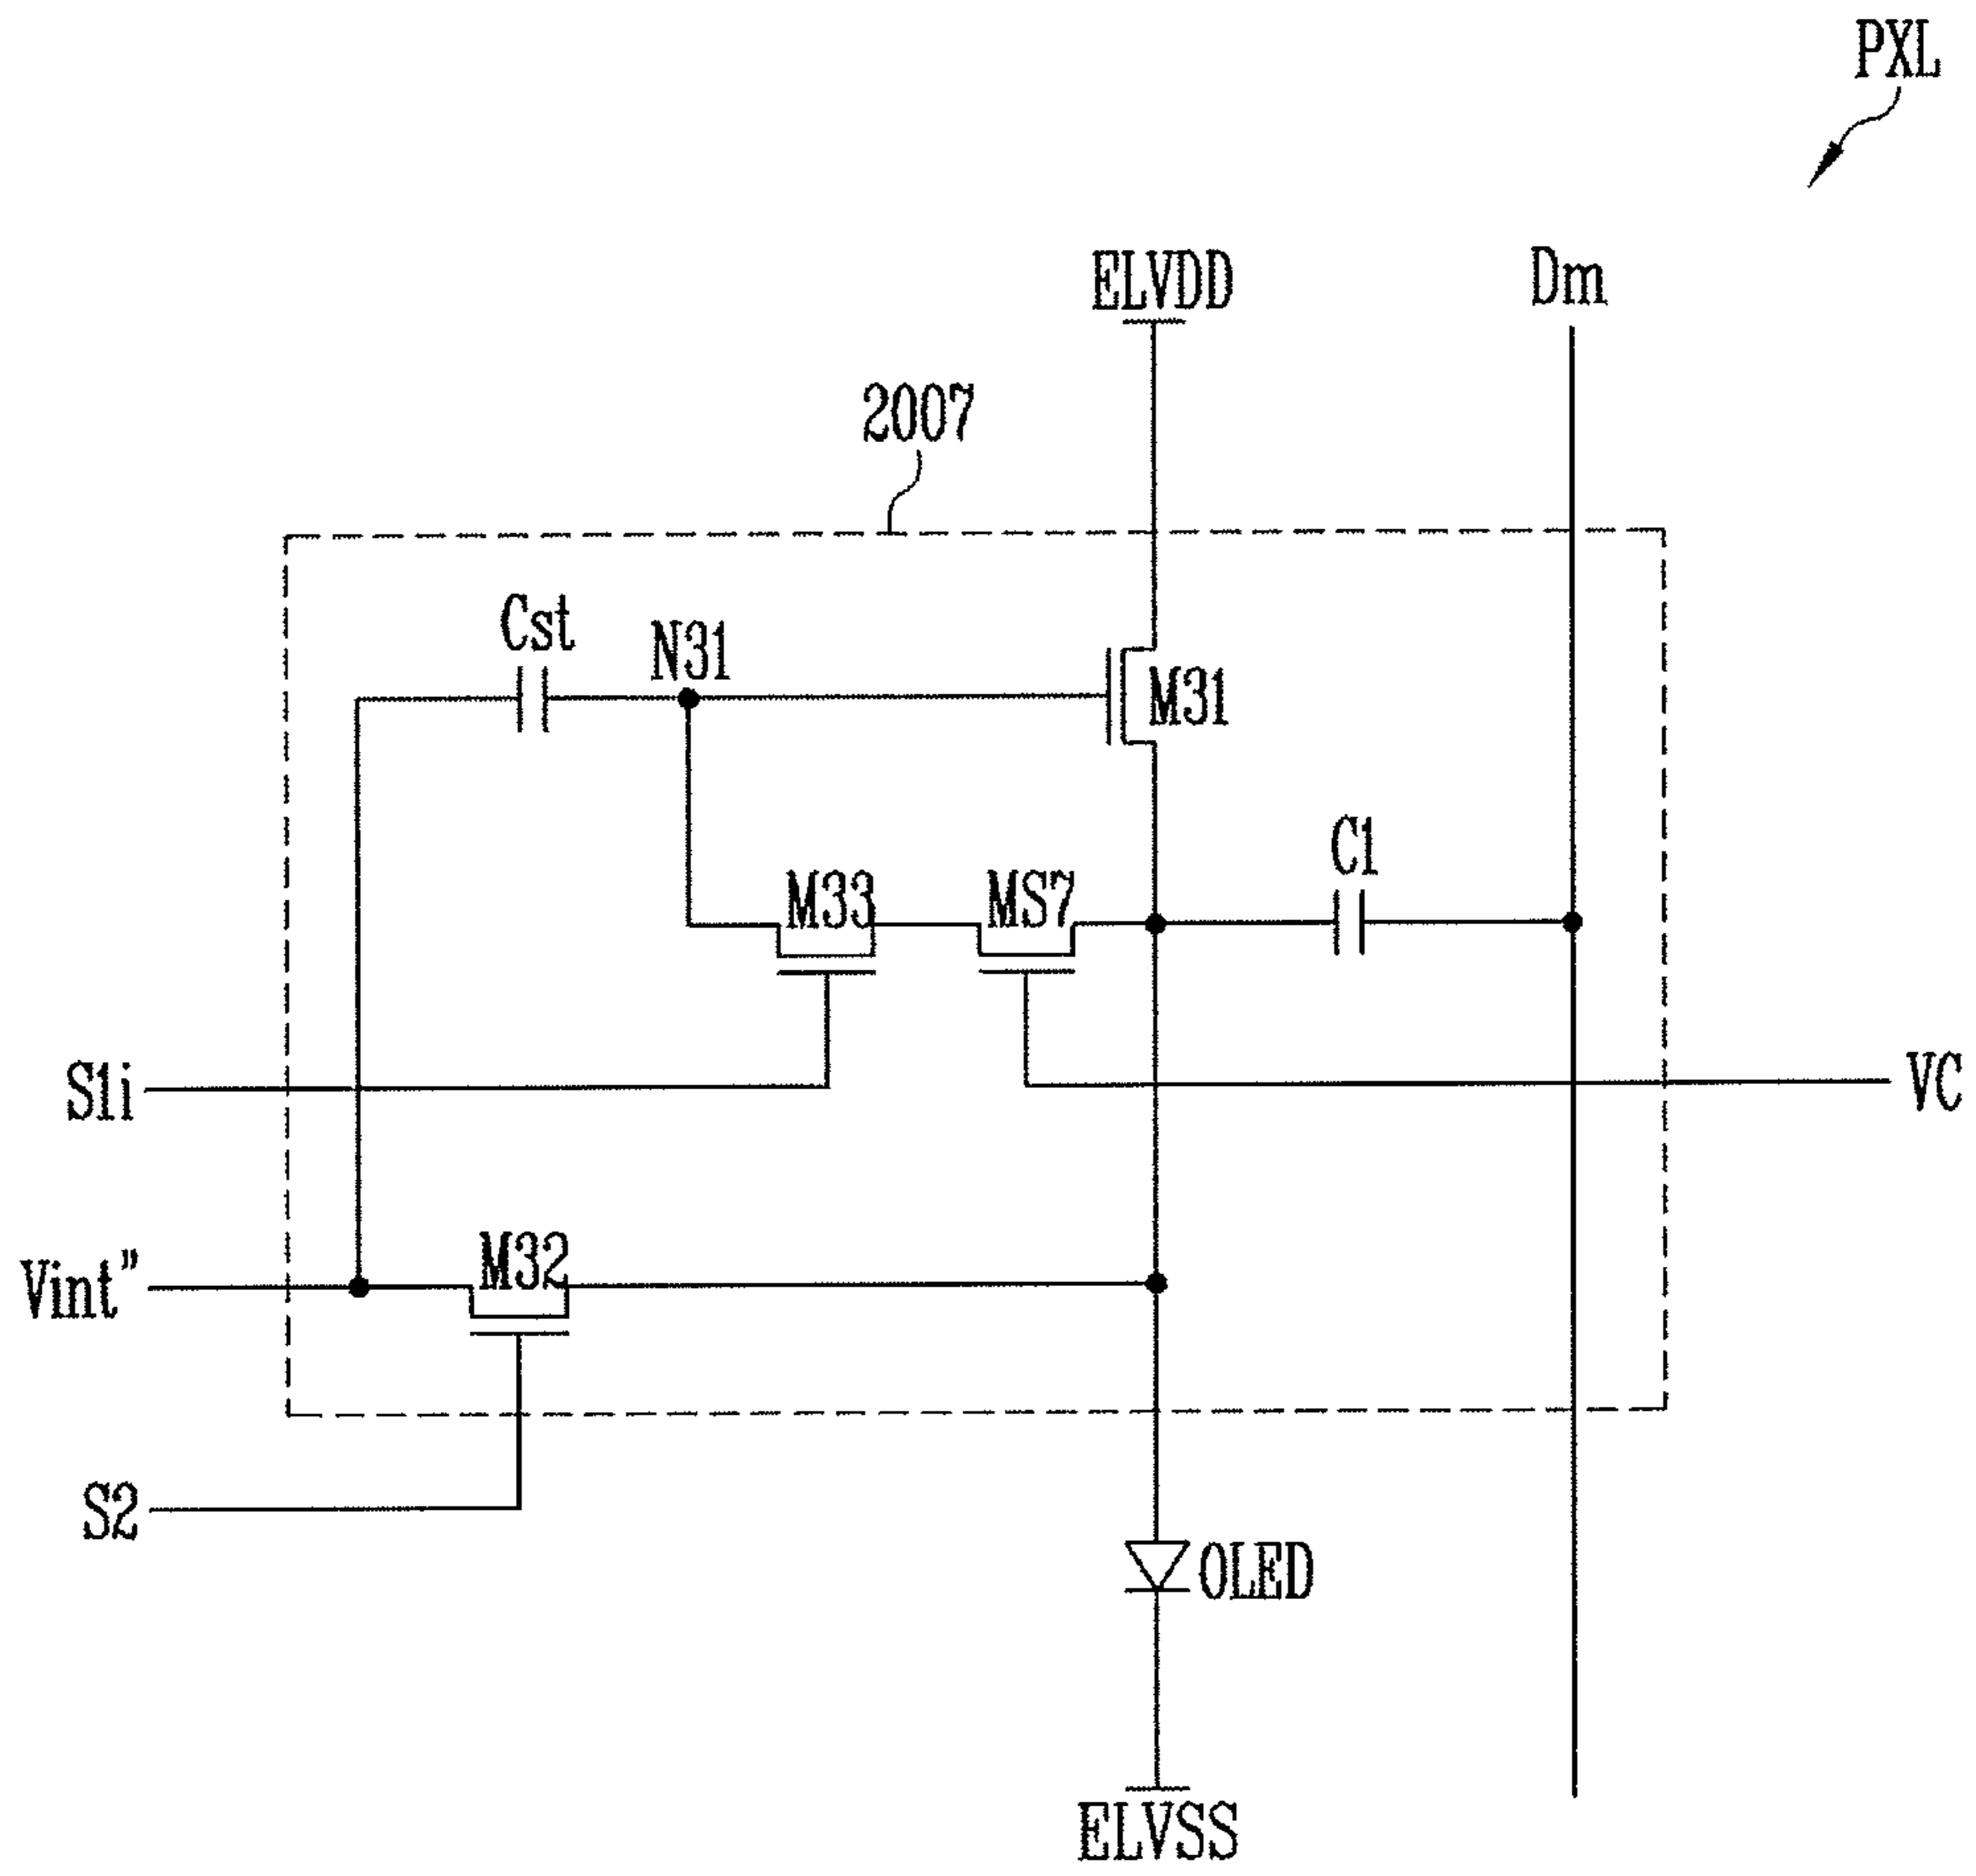 PXL
ELVDD
Dm
2007
Cst
N31
M31
C1
M33
MS7
S1i
VC
Vint"
M32
S2
OLED
ELVSS